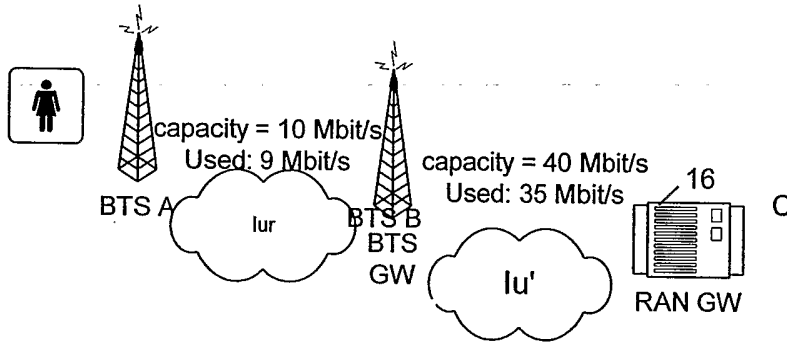 capacity = 10 Mbit/s
Used: 9 Mbit/s
capacity = 40 Mbit/s
Used: 35 Mbit/s
16
C
BTS A
Iur
BTS B
BTS
GW
Iu'
RAN GW